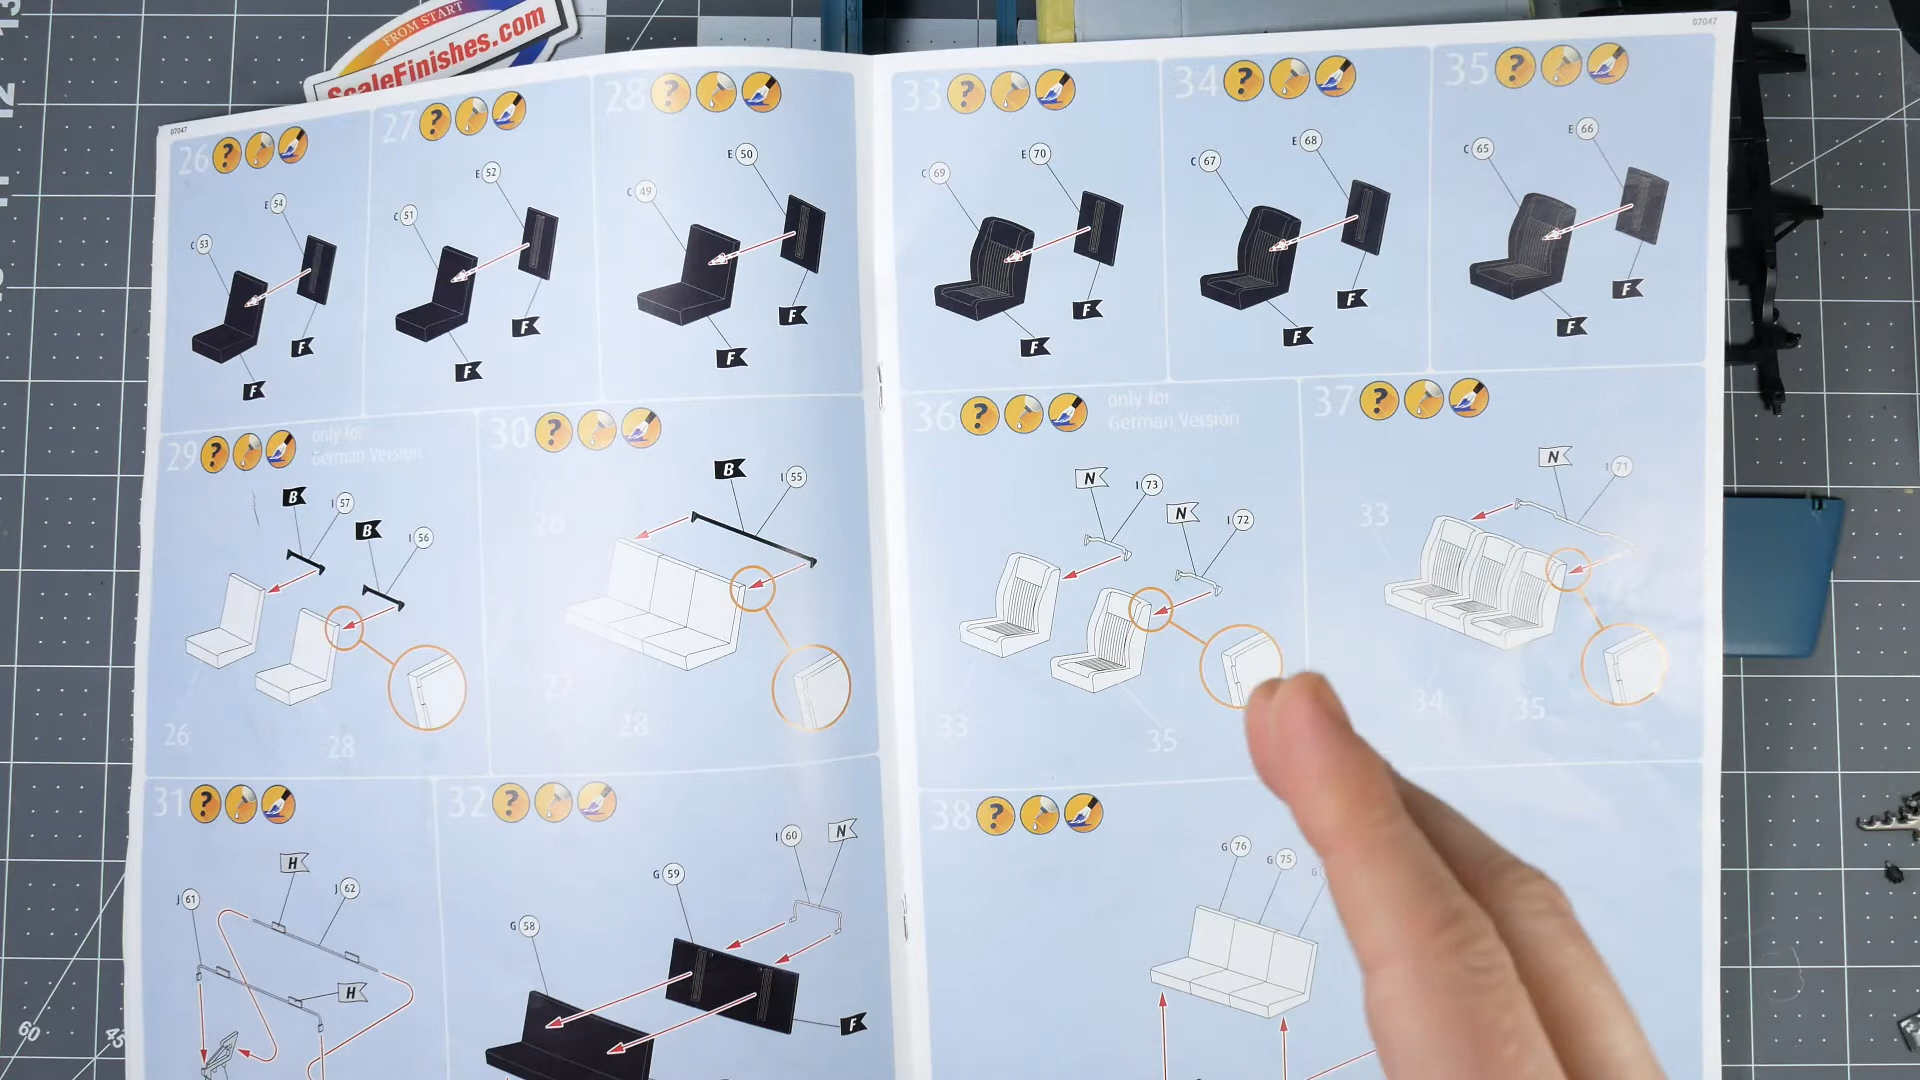 FROM START
ScaleFinishes.com
07047
26
?
27
?
28
?
E 54
C 53
F
F
E 52
C 51
F
F
E 50
C 49
F
F
29
?
only for
German Version
B
I 57
B
I 56
26
28
30
?
B
I 55
26
27
28
31
?
H
J 62
J 61
H
32
?
I 60
N
G 59
G 58
F
07047
33
?
34
?
35
?
E 70
C 69
F
F
E 68
C 67
F
F
E 66
C 65
F
F
36
?
only for
German Version
N
I 73
N
I 72
33
35
37
?
N
I 71
33
34
35
38
?
G 76
G 75
G
12
11
60